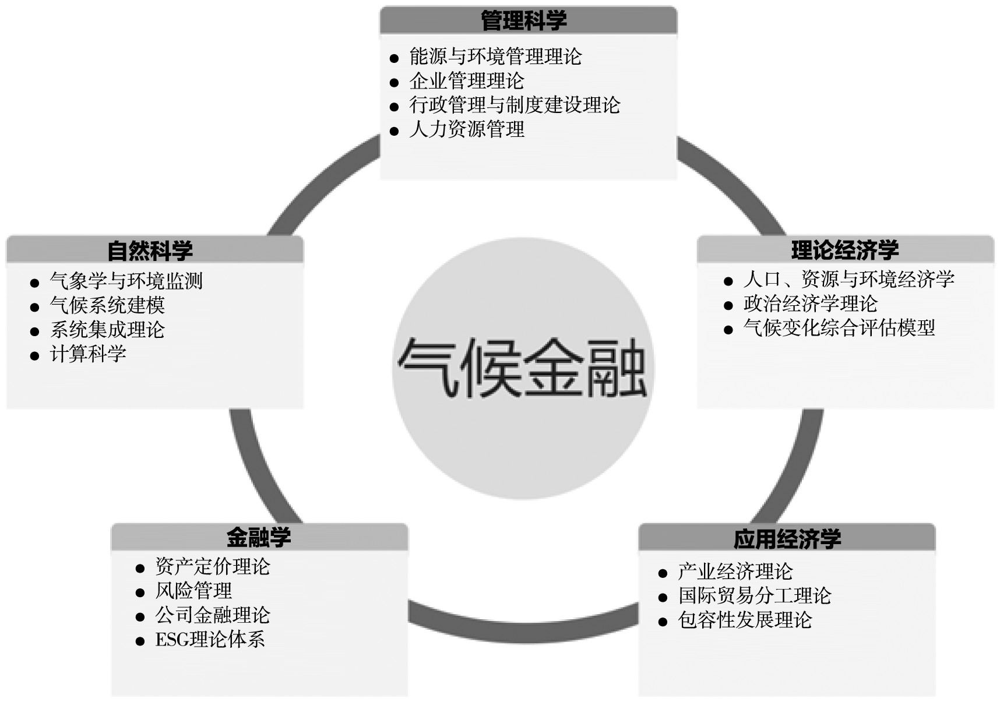 管理科学
● 能源与环境管理理论
● 企业管理理论
● 行政管理与制度建设理论
● 人力资源管理
自然科学
● 气象学与环境监测
● 气候系统建模
● 系统集成理论
● 计算科学
理论经济学
● 人口、资源与环境经济学
● 政治经济学理论
● 气候变化综合评估模型
气候金融
金融学
● 资产定价理论
● 风险管理
● 公司金融理论
● ESG理论体系
应用经济学
● 产业经济理论
● 国际贸易分工理论
● 包容性发展理论